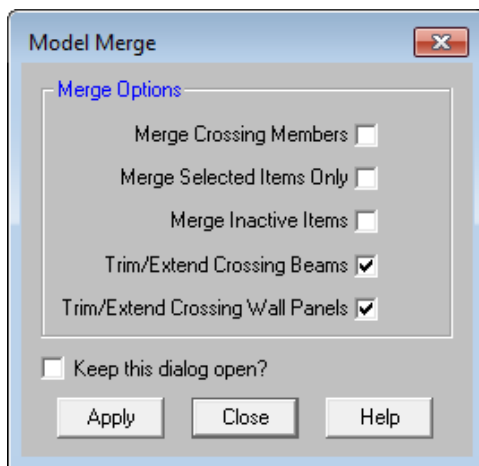 Model Merge
Merge Options
Merge Crossing Members
Merge Selected Items Only
Merge Inactive Items
Trim/Extend Crossing Beams
Trim/Extend Crossing Wall Panels
Keep this dialog open?
Apply Close Help